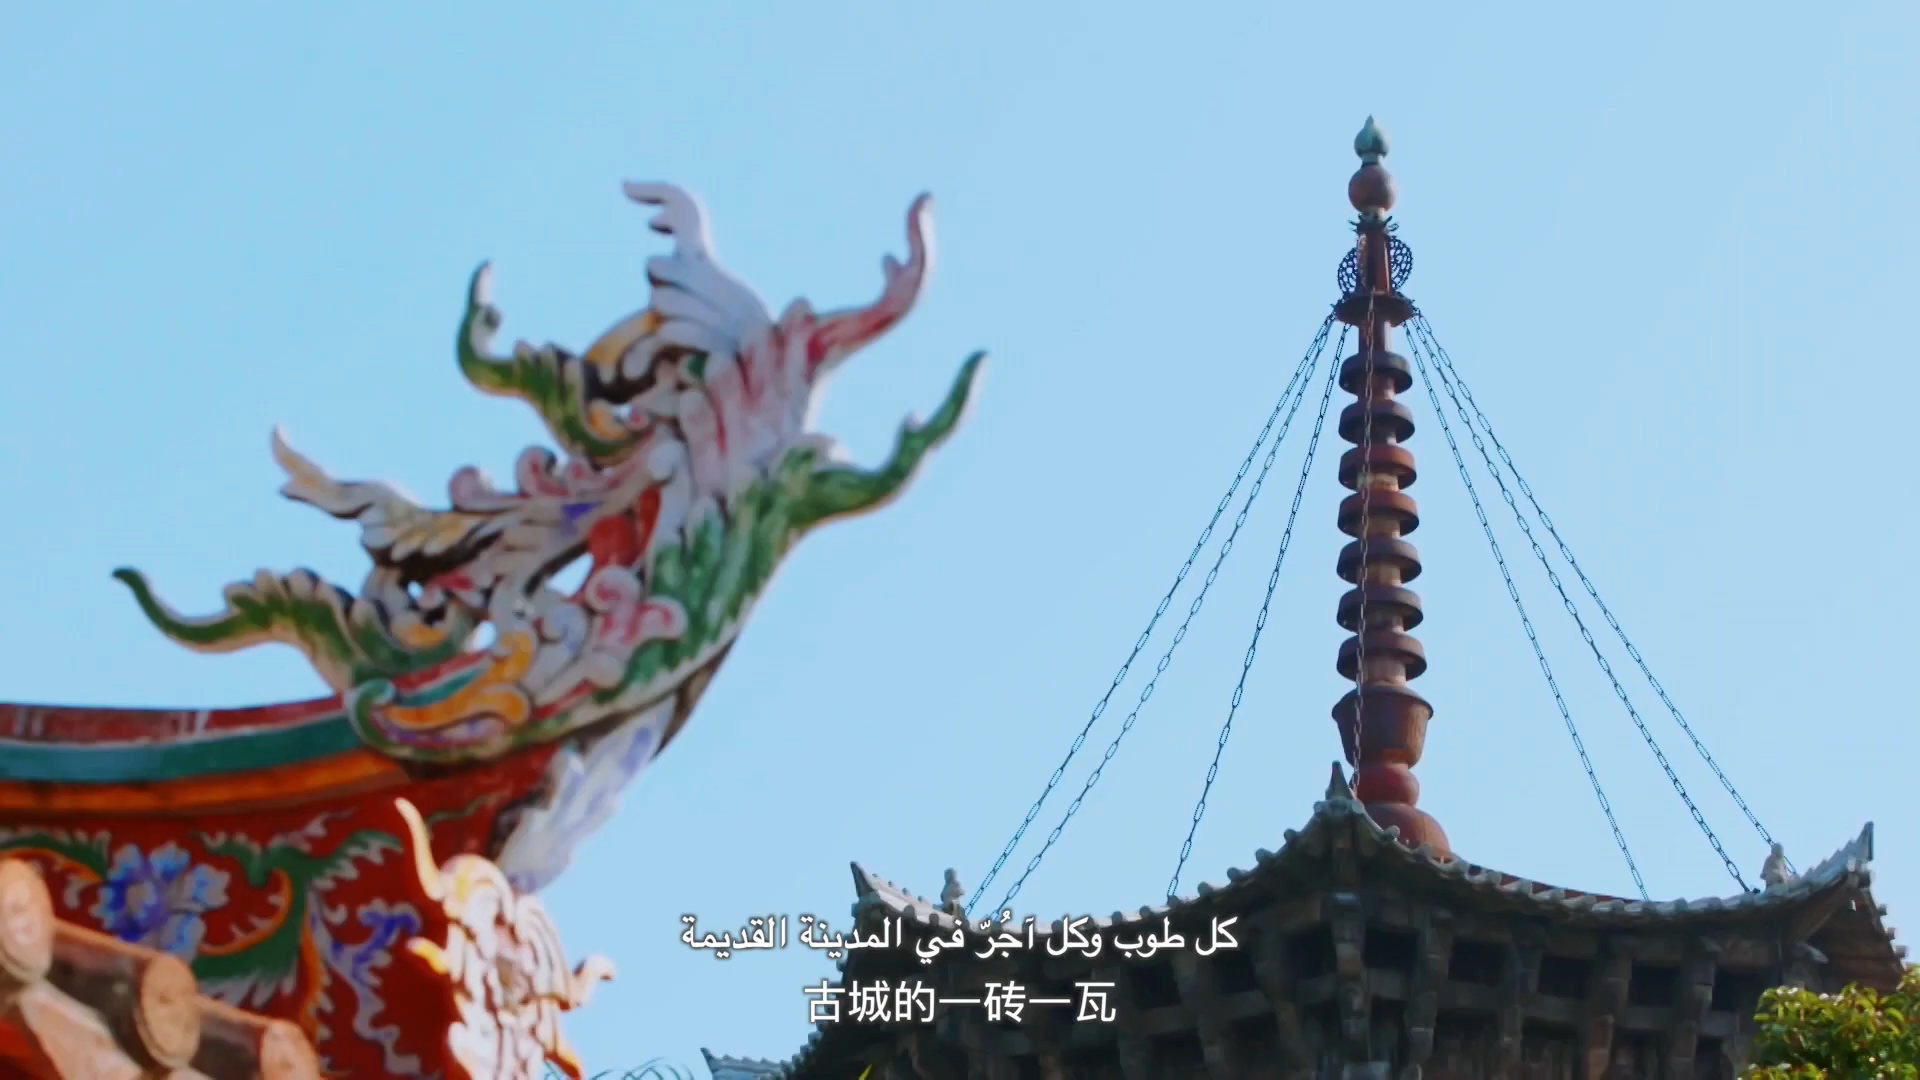 كل طوب وكل آجُرّ في المدينة القديمة
古城的一砖一瓦